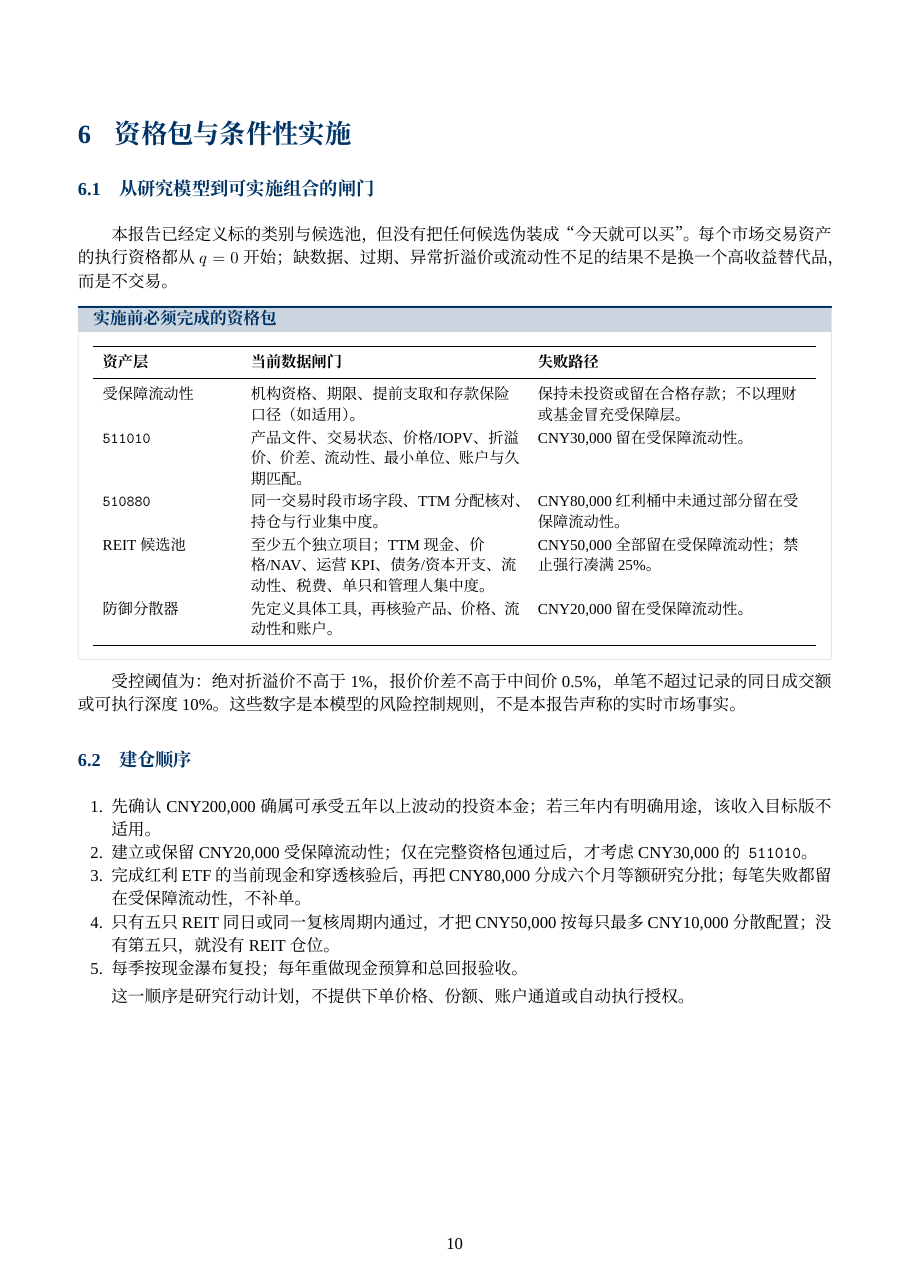 6 资格包与条件性实施
6.1 从研究模型到可实施组合的闸门
本报告已经定义标的类别与候选池，但没有把任何候选伪装成“今天就可以买”。每个市场交易资产
的执行资格都从 q = 0 开始；缺数据、过期、异常折溢价或流动性不足的结果不是换一个高收益替代品，
而是不交易。
实施前必须完成的资格包
资产层 当前数据闸门 失败路径
受保障流动性 机构资格、期限、提前支取和存款保险 保持未投资或留在合格存款；不以理财
口径（如适用）。 或基金冒充受保障层。
511010 产品文件、交易状态、价格/IOPV、折溢 CNY30,000 留在受保障流动性。
价、价差、流动性、最小单位、账户与久
期匹配。
510880 同一交易时段市场字段、TTM 分配核对、 CNY80,000 红利桶中未通过部分留在受
持仓与行业集中度。 保障流动性。
REIT 候选池 至少五个独立项目；TTM 现金、价 CNY50,000 全部留在受保障流动性；禁
格/NAV、运营 KPI、债务/资本开支、流 止强行凑满 25%。
动性、税费、单只和管理人集中度。
防御分散器 先定义具体工具，再核验产品、价格、流 CNY20,000 留在受保障流动性。
动性和账户。
受控阈值为：绝对折溢价不高于 1%，报价价差不高于中间价 0.5%，单笔不超过记录的同日成交额
或可执行深度 10%。这些数字是本模型的风险控制规则，不是本报告声称的实时市场事实。
6.2 建仓顺序
1. 先确认 CNY200,000 确属可承受五年以上波动的投资本金；若三年内有明确用途，该收入目标版不
适用。
2. 建立或保留 CNY20,000 受保障流动性；仅在完整资格包通过后，才考虑 CNY30,000 的 511010。
3. 完成红利 ETF 的当前现金和穿透核验后，再把 CNY80,000 分成六个月等额研究分批；每笔失败都留
在受保障流动性，不补单。
4. 只有五只 REIT 同日或同一复核周期内通过，才把 CNY50,000 按每只最多 CNY10,000 分散配置；没
有第五只，就没有 REIT 仓位。
5. 每季按现金瀑布复投；每年重做现金预算和总回报验收。
这一顺序是研究行动计划，不提供下单价格、份额、账户通道或自动执行授权。
10